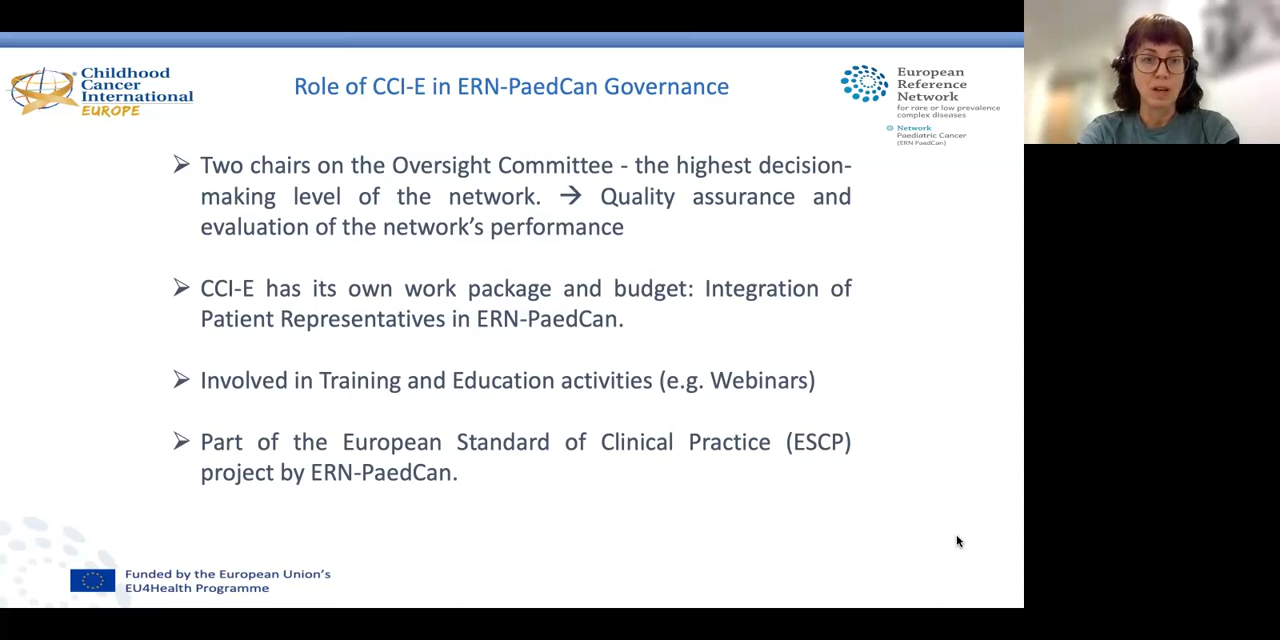 Childhood
Cancer
International
EUROPE
Role of CCI-E in ERN-PaedCan Governance
European
Reference
Network
for rare or low prevalence
complex diseases
Network
Paediatric Cancer
(ERN PaedCan)
➢ Two chairs on the Oversight Committee - the highest decision-
making level of the network. → Quality assurance and
evaluation of the network's performance
➢ CCI-E has its own work package and budget: Integration of
Patient Representatives in ERN-PaedCan.
➢ Involved in Training and Education activities (e.g. Webinars)
➢ Part of the European Standard of Clinical Practice (ESCP)
project by ERN-PaedCan.
Funded by the European Union's
EU4Health Programme